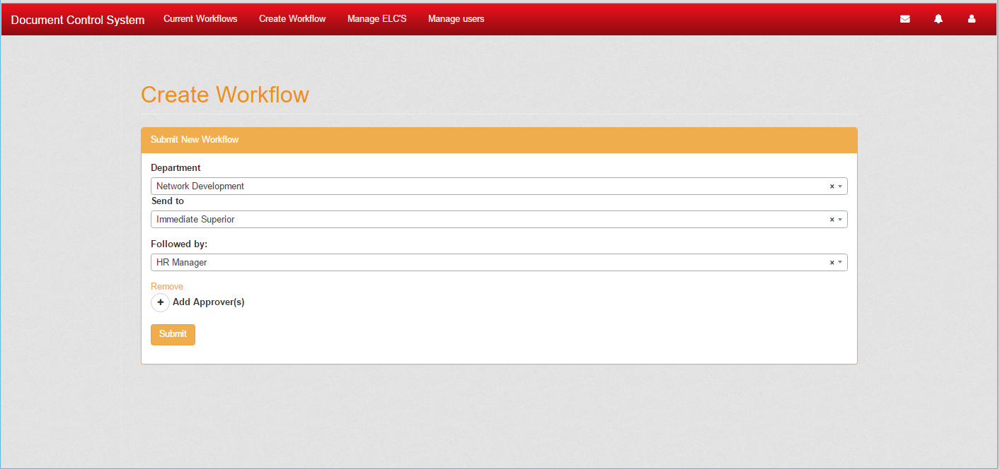 Document Control System Current Workflows Create Workflow Manage ELC'S Manage users
Create Workflow
Submit New Workflow
Department
Network Development × 
Send to
Immediate Superior ×
Followed by:
HR Manager ×
Remove
+ Add Approver(s)
Submit